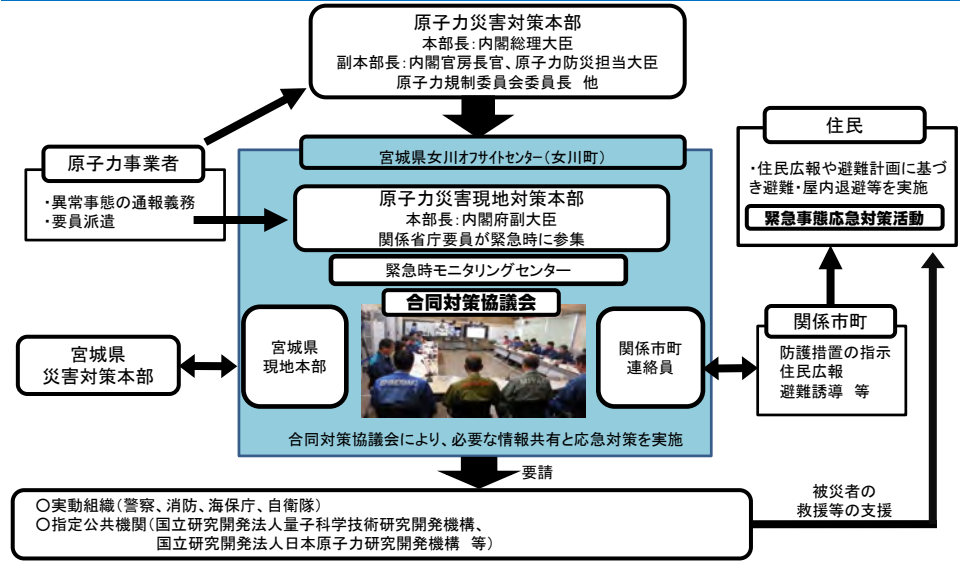 原子力災害対策本部
本部長：内閣総理大臣
副本部長：内閣官房長官、原子力防災担当大臣
原子力規制委員会委員長　他
原子力事業者
・異常事態の通報義務
・要員派遣
宮城県女川オフサイトセンター（女川町）
原子力災害現地対策本部
本部長：内閣府副大臣
関係省庁要員が緊急時に参集
緊急時モニタリングセンター
合同対策協議会
宮城県
災害対策本部
宮城県
現地本部
関係市町
連絡員
合同対策協議会により、必要な情報共有と応急対策を実施
住民
・住民広報や避難計画に基づ
き避難・屋内退避等を実施
緊急事態応急対策活動
関係市町
防護措置の指示
住民広報
避難誘導　等
要請
〇実動組織（警察、消防、海保庁、自衛隊）
〇指定公共機関（国立研究開発法人量子科学技術研究開発機構、
国立研究開発法人日本原子力研究開発機構　等）
被災者の
救援等の支援